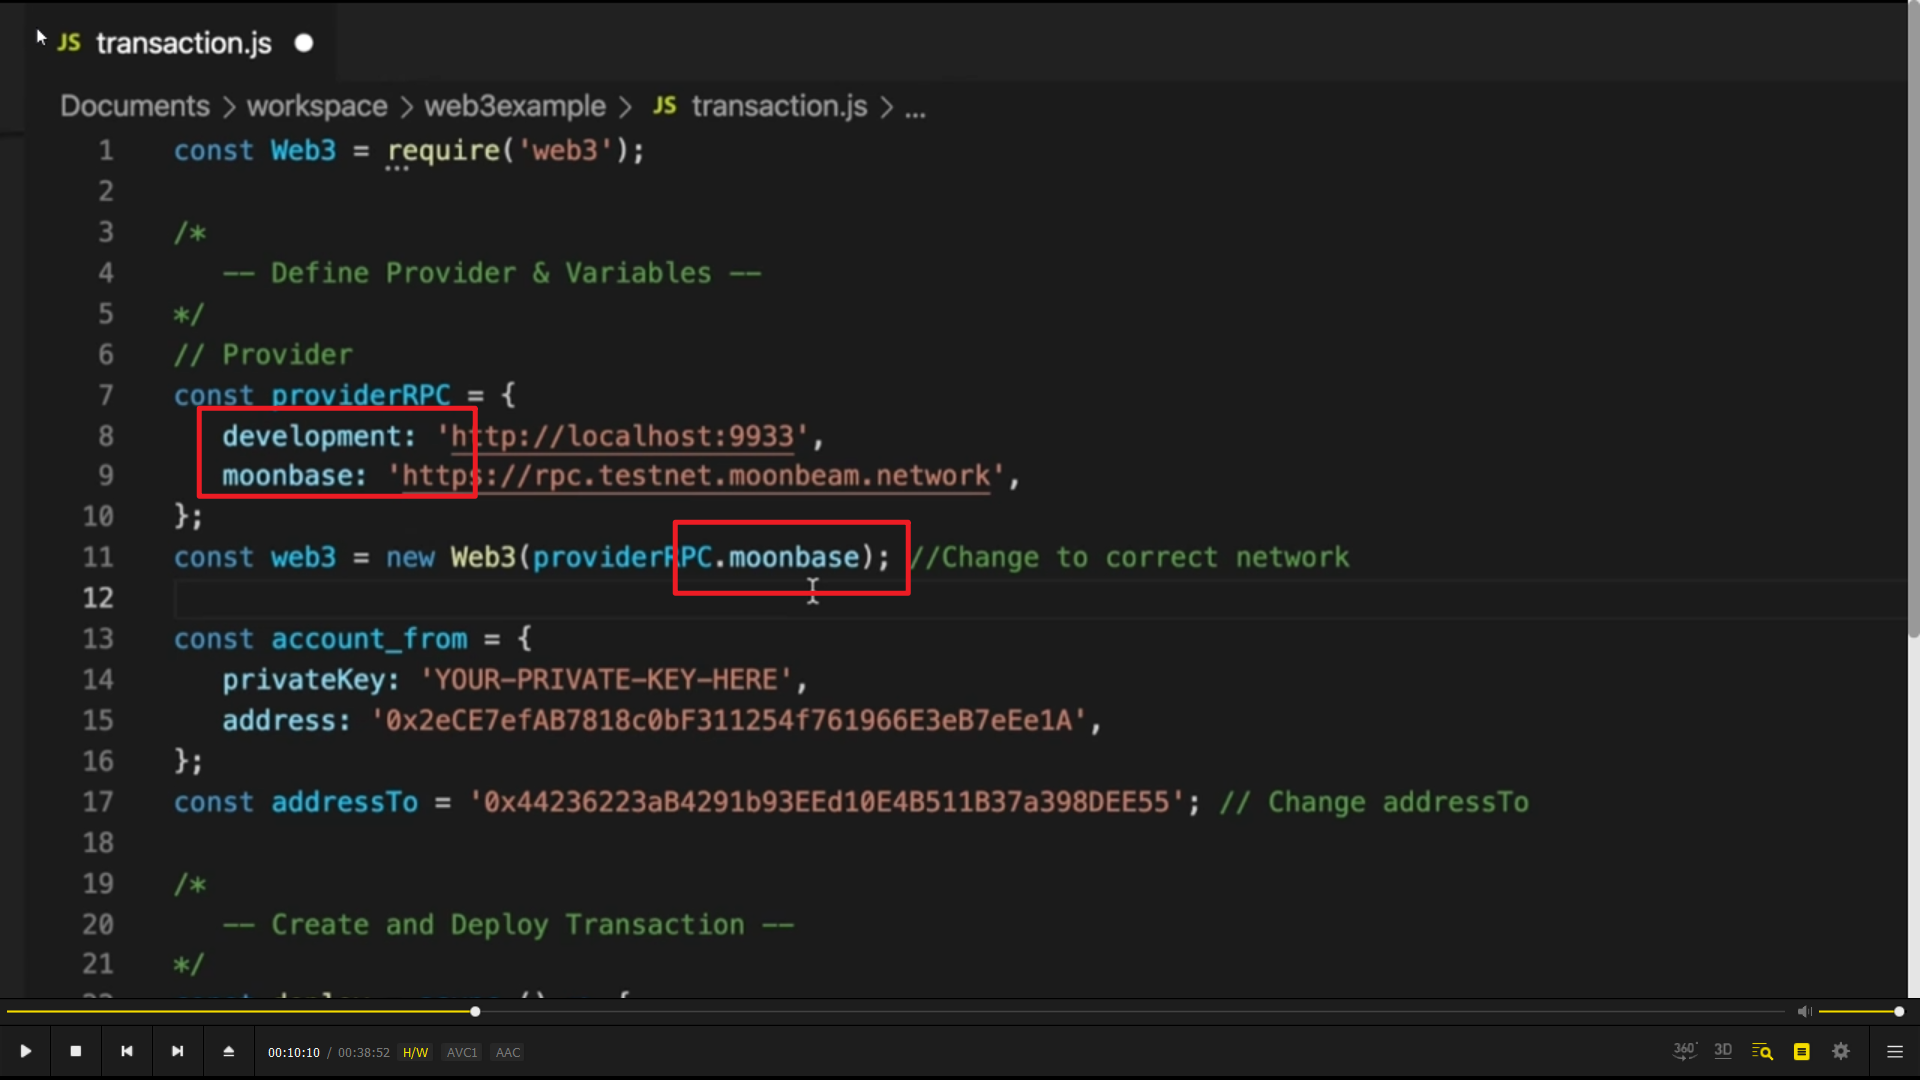 JS transaction.js
Documents > workspace > web3example > JS transaction.js > ...
1 const Web3 = require('web3');
2
3 /*
4 -- Define Provider & Variables --
5 */
6 // Provider
7 const providerRPC = {
8 development: 'http://localhost:9933',
9 moonbase: 'https://rpc.testnet.moonbeam.network',
10 };
11 const web3 = new Web3(providerRPC.moonbase); //Change to correct network
12
13 const account_from = {
14 privateKey: 'YOUR-PRIVATE-KEY-HERE',
15 address: '0x2eCE7efAB7818c0bF311254f761966E3eB7eEe1A',
16 };
17 const addressTo = '0x44236223aB4291b93EEd10E4B511B37a398DEE55'; // Change addressTo
18
19 /*
20 -- Create and Deploy Transaction --
21 */
00:10:10 / 00:38:52 H/W AVC1 AAC 360° 3D